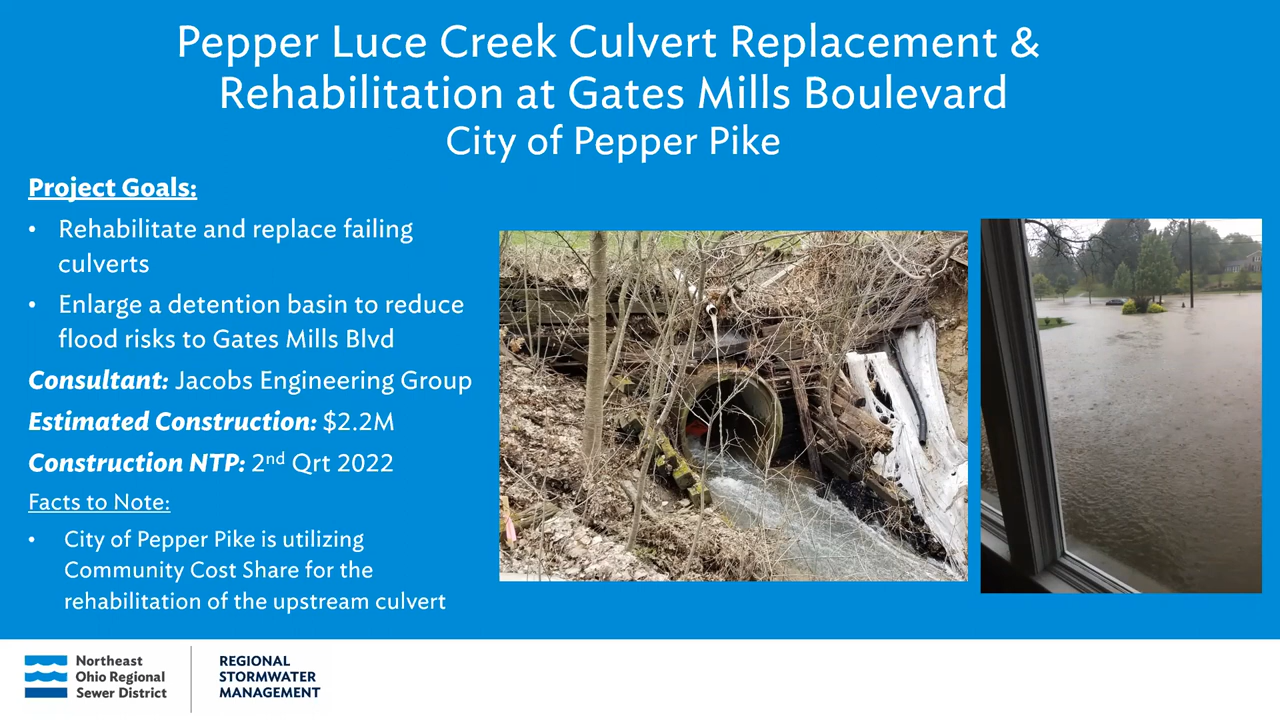 Pepper Luce Creek Culvert Replacement &
Rehabilitation at Gates Mills Boulevard
City of Pepper Pike
Project Goals:
• Rehabilitate and replace failing
culverts
• Enlarge a detention basin to reduce
flood risks to Gates Mills Blvd
Consultant: Jacobs Engineering Group
Estimated Construction: $2.2M
Construction NTP: 2nd Qrt 2022
Facts to Note:
• City of Pepper Pike is utilizing
Community Cost Share for the
rehabilitation of the upstream culvert
Northeast
Ohio Regional
Sewer District
REGIONAL
STORMWATER
MANAGEMENT